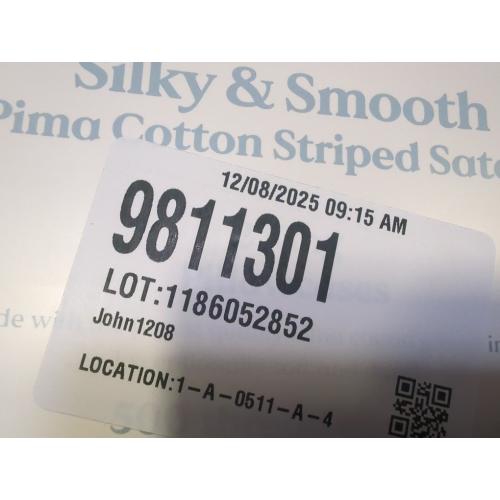 Silky & Smooth
Pima Cotton Striped
12/08/2025 09:15 AM
9811301
LOT:1186052852
John1208
LOCATION:1-A-0511-A-4